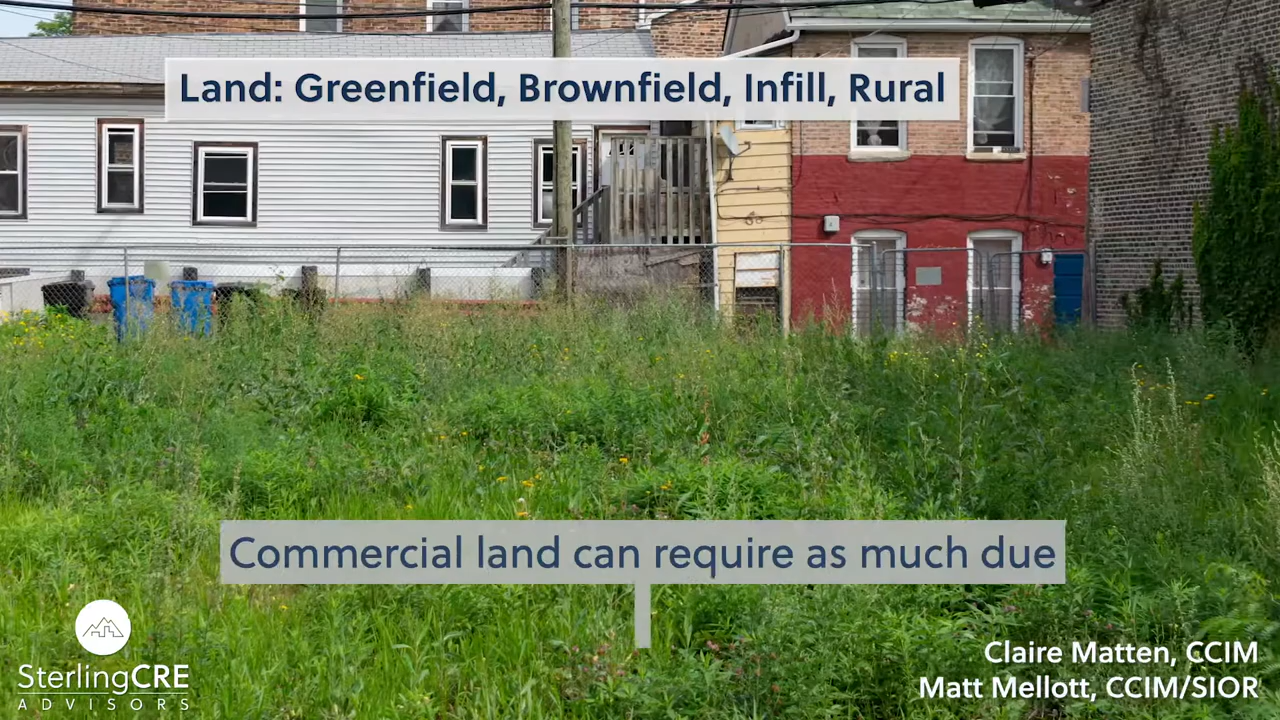 Land: Greenfield, Brownfield, Infill, Rural
Commercial land can require as much due
SterlingCRE
ADVISORS
Claire Matten, CCIM
Matt Mellott, CCIM/SIOR